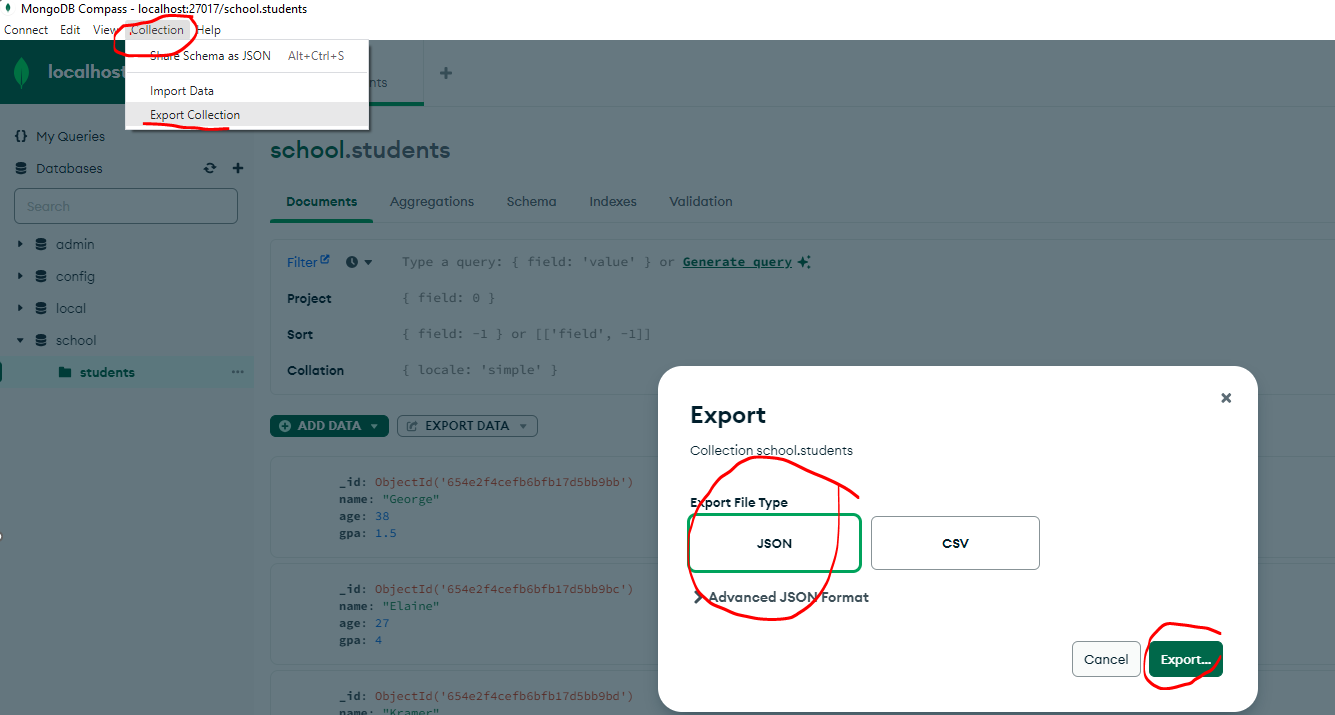 MongoDB Compass - localhost:27017/school.students
Connect Edit View Collection Help
Share Schema as JSON Alt+Ctrl+S
Import Data
Export Collection
localhost
nts
My Queries
Databases
Search
admin
config
local
school
students
school.students
Documents Aggregations Schema Indexes Validation
Filter Type a query: { field: 'value' } or Generate query
Project { field: 0 }
Sort { field: -1 } or [['field', -1]]
Collation { locale: 'simple' }
ADD DATA EXPORT DATA
_id: ObjectId('654e2f4cefb6bfb17d5bb9bb')
name: "George"
age: 38
gpa: 1.5
_id: ObjectId('654e2f4cefb6bfb17d5bb9bc')
name: "Elaine"
age: 27
gpa: 4
_id: ObjectId('654e2f4cefb6bfb17d5bb9bd')
name: "Kramer"
Export
Collection school.students
Export File Type
JSON CSV
Advanced JSON Format
Cancel Export...